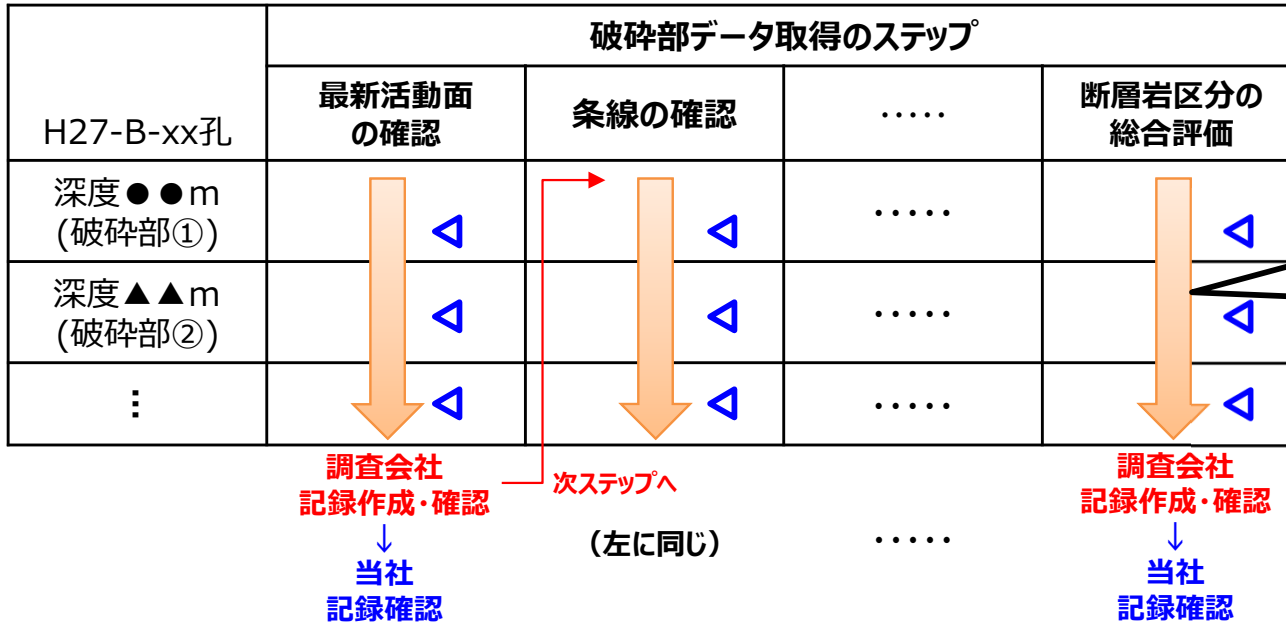 破砕部データ取得のステップ
H27-B-xx孔
最新活動面
の確認
条線の確認
・・・・・
断層岩区分の
総合評価
深度●●m
(破砕部①)
・・・・・
深度▲▲m
(破砕部②)
・・・・・
⋮
・・・・・
調査会社
記録作成・確認
↓
当社
記録確認
次ステップへ
（左に同じ）
・・・・・
調査会社
記録作成・確認
↓
当社
記録確認